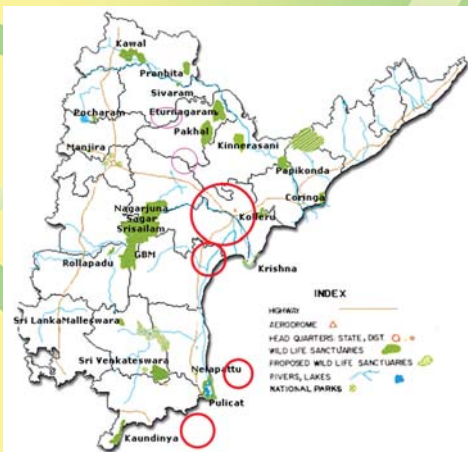 Kawal
Pranhita
Sivaram
Pocharam
Eturnagaram
Pakhal
Kinnerasani
Manjira
Papikonda
Coringa
Nagarjuna
Sagar
Srisailam
Kolleru
GBM
Rollapadu
Krishna
Sri LankaMalleswara
Sri Venkateswara
Nelapattu
Pulicat
Kaundinya
INDEX
HIGHWAY
AERODROME
HEAD QUARTERS STATE, DIST.
WILD LIFE SANCTUARIES
PROPOSED WILD LIFE SANCTUARIES
RIVERS, LAKES
NATIONAL PARKS